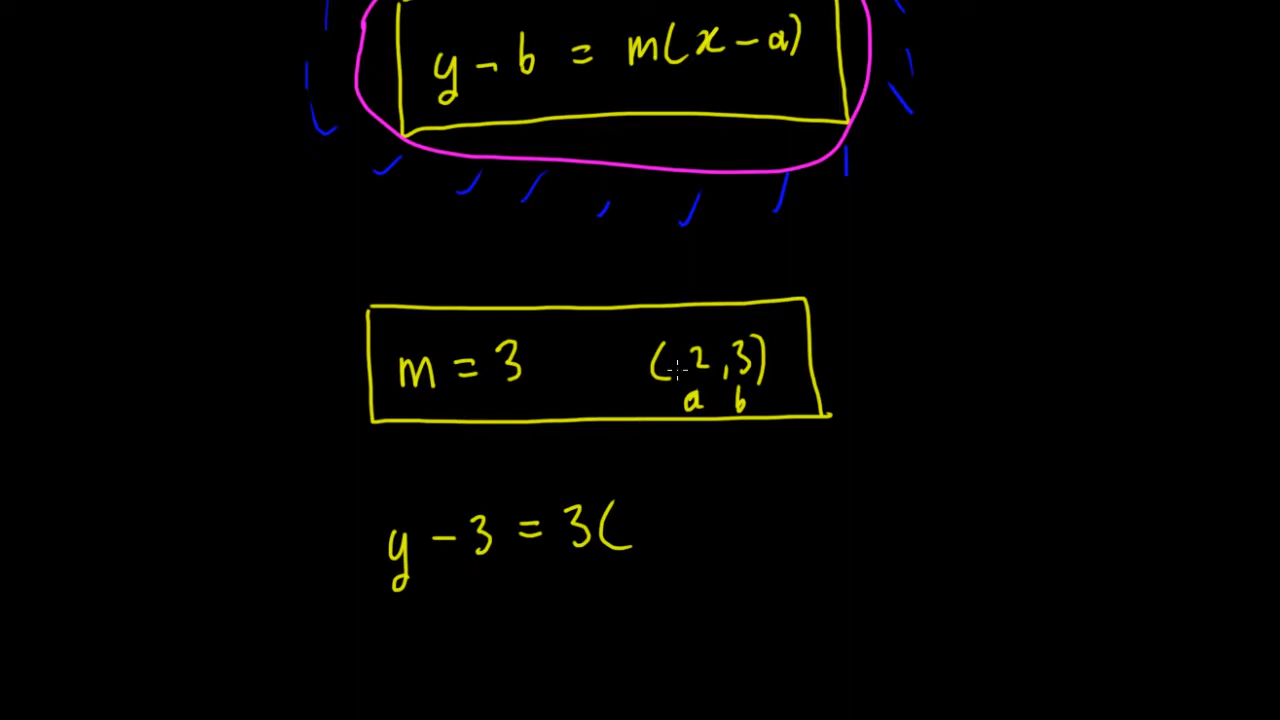 y - b = m(x - a)
m = 3 (2,3)
a b
y - 3 = 3(